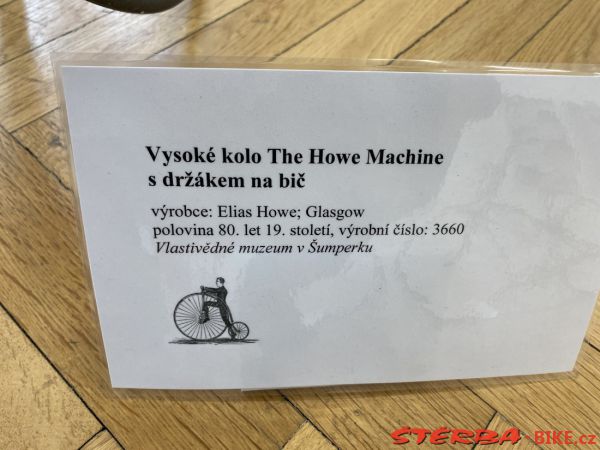 Vysoké kolo The Howe Machine
s držákem na bič
výrobce: Elias Howe; Glasgow
polovina 80. let 19. století, výrobní číslo: 3660
Vlastivědné muzeum v Šumperku
ŠTĚRBA-BIKE.cz